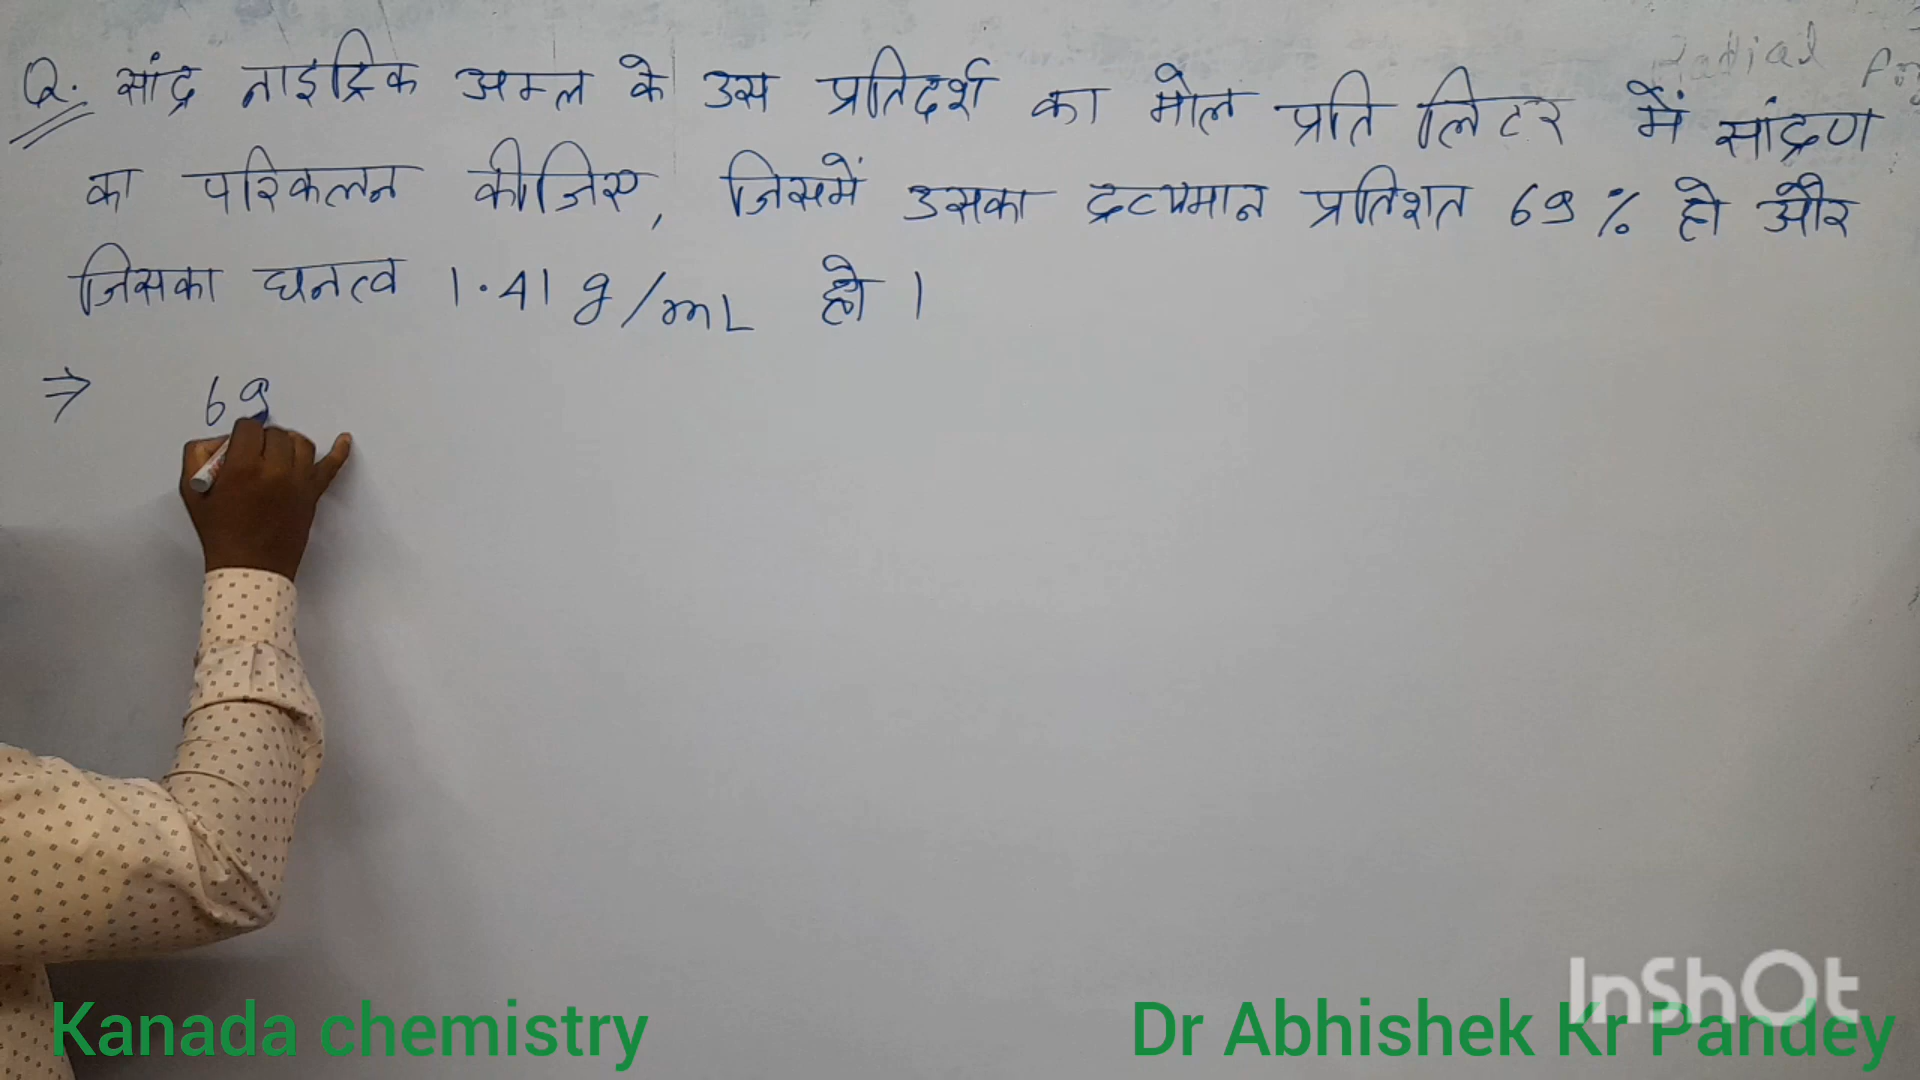 Radial
Q. सांद्र नाइट्रिक अम्ल के उस प्रतिदर्श का मोल प्रति लिटर में सांद्रण
का परिकलन कीजिए, जिसमें उसका द्रव्यमान प्रतिशत 69 % हो और
जिसका घनत्व 1.41 g/mL हो ।
⇒ 69
InShOt
Kanada chemistry
Dr Abhishek Kr Pandey